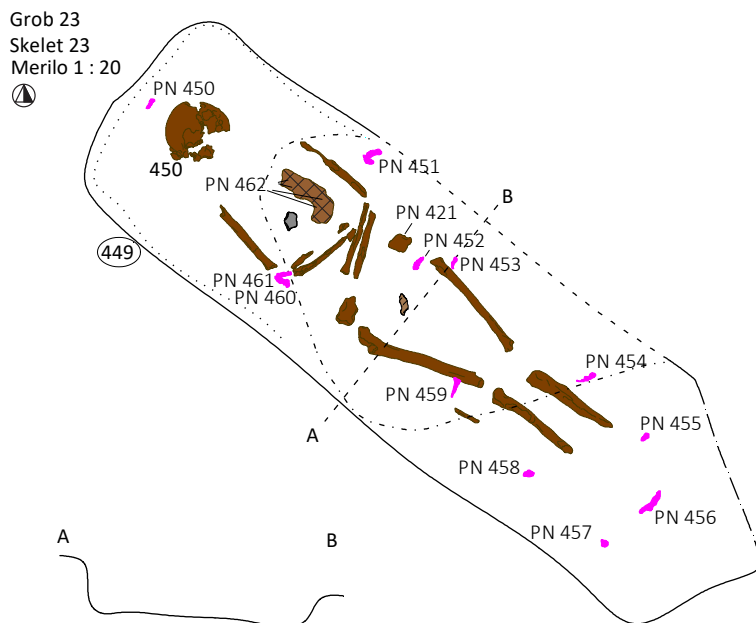 Grob 23
Skelet 23
Merilo 1 : 20
PN 450
450
PN 451
PN 462
B
PN 421
PN 452
PN 453
449
PN 461
PN 460
PN 454
PN 459
A
PN 455
PN 458
PN 456
PN 457
A
B